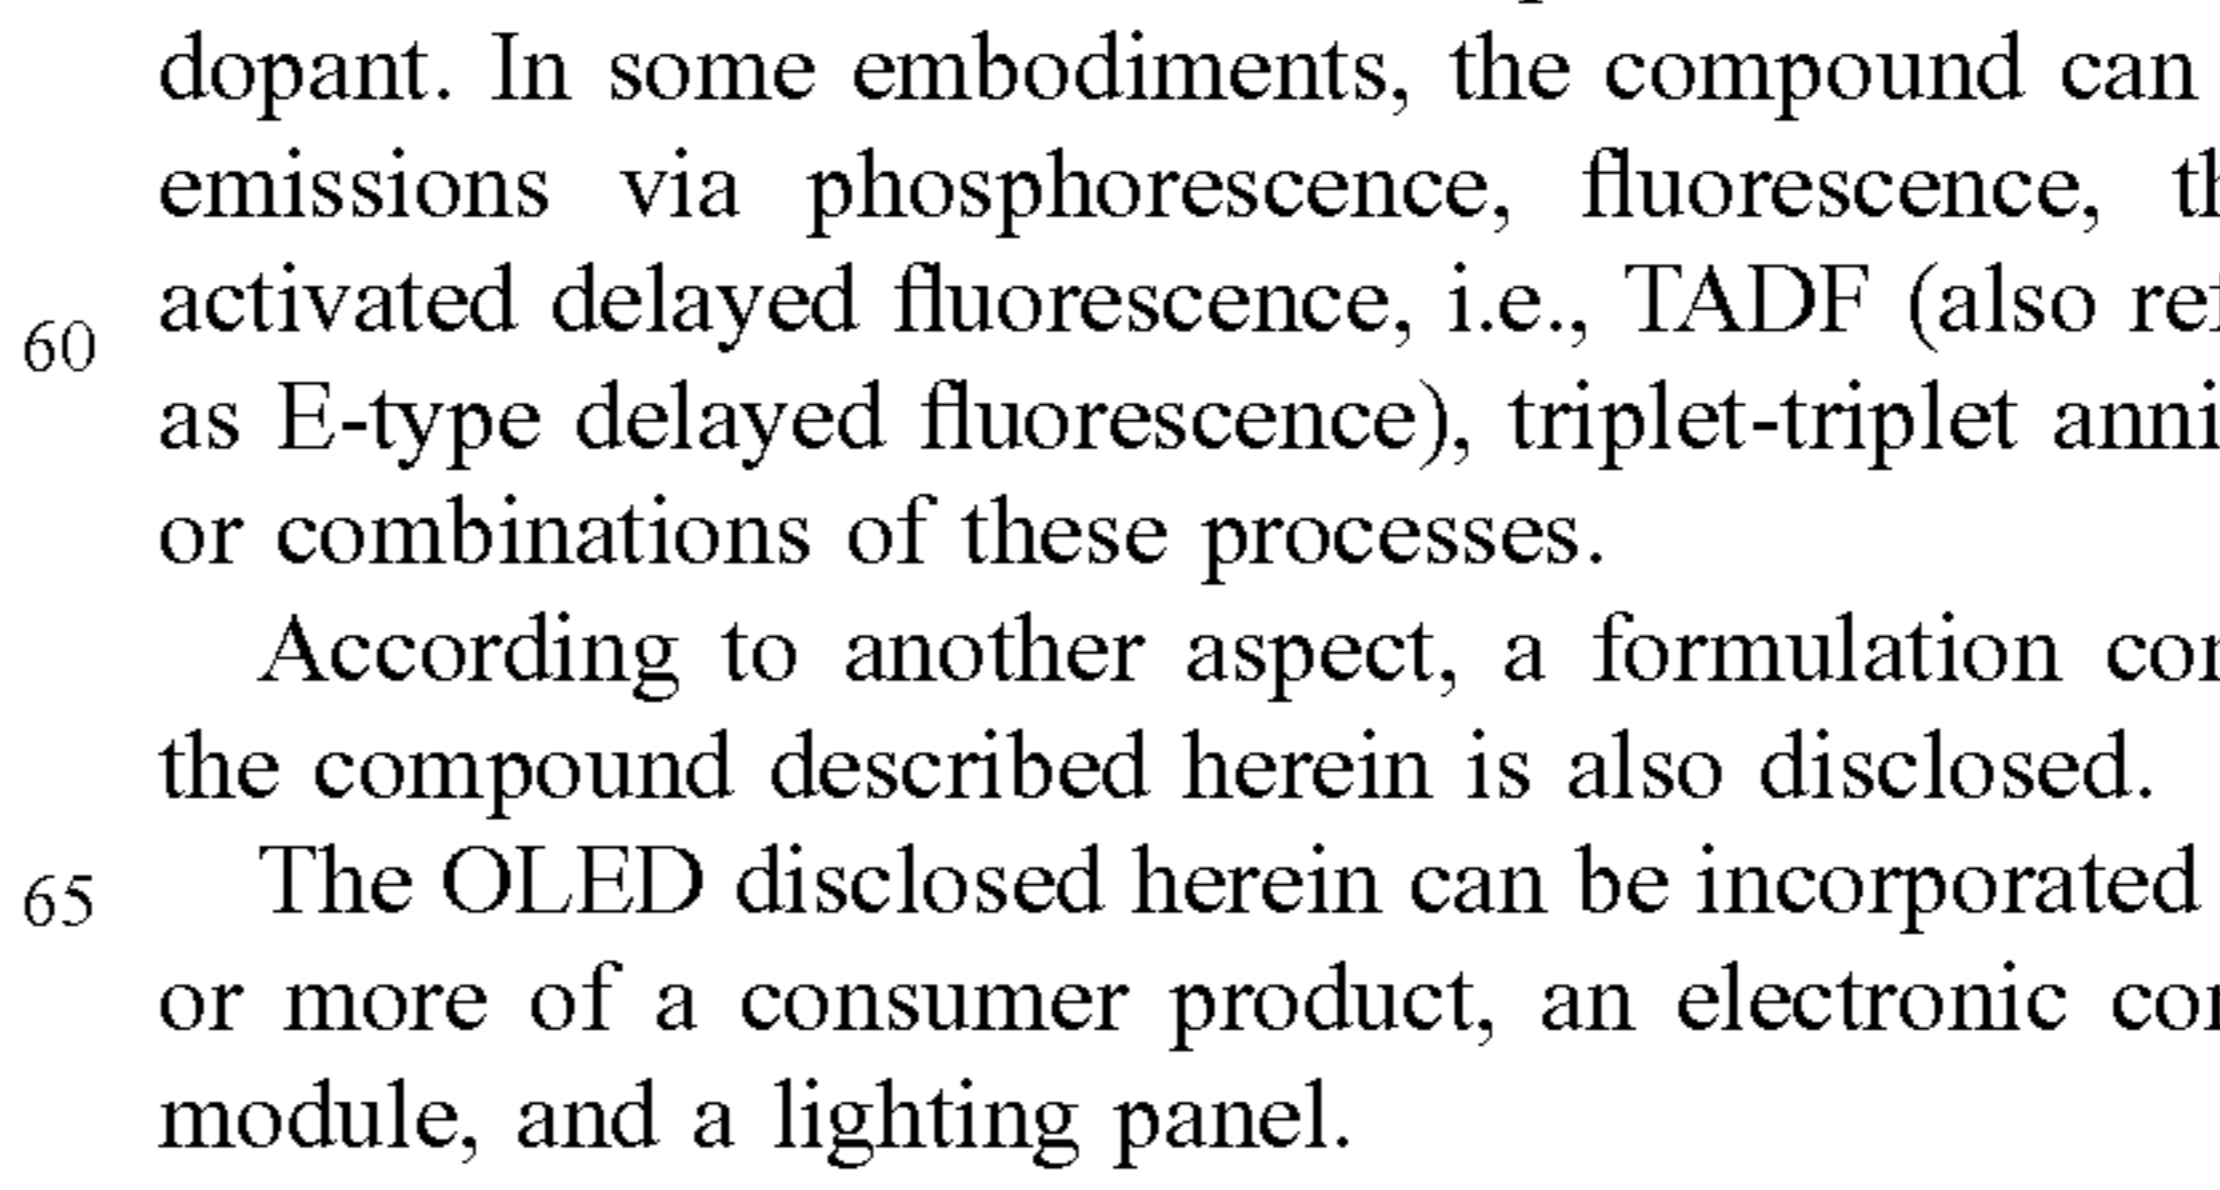 dopant. In some embodiments, the compound can
emissions via phosphorescence, fluorescence,
60 activated delayed fluorescence, i.e., TADF (also
as E-type delayed fluorescence), triplet-triplet
or combinations of these processes.
According to another aspect, a formulation
the compound described herein is also disclosed.
65 The OLED disclosed herein can be incorporated
or more of a consumer product, an electronic
module, and a lighting panel.